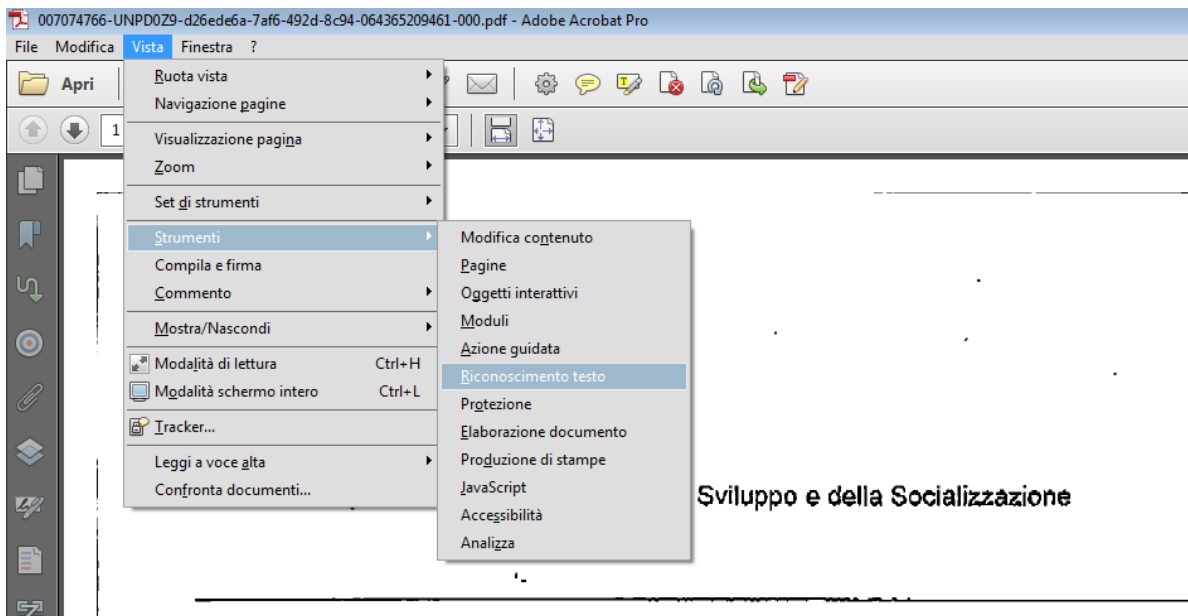 007074766-UNPD0Z9-d26ede6a-7af6-492d-8c94-064365209461-000.pdf - Adobe Acrobat Pro
File Modifica Vista Finestra ?
Apri
1
Ruota vista
Navigazione pagine
Visualizzazione pagina
Zoom
Set di strumenti
Strumenti
Compila e firma
Commento
Mostra/Nascondi
Modalità di lettura Ctrl+H
Modalità schermo intero Ctrl+L
Tracker...
Leggi a voce alta
Confronta documenti...
Modifica contenuto
Pagine
Oggetti interattivi
Moduli
Azione guidata
Riconoscimento testo
Protezione
Elaborazione documento
Produzione di stampe
JavaScript
Accessibilità
Analizza
Sviluppo e della Socializzazione